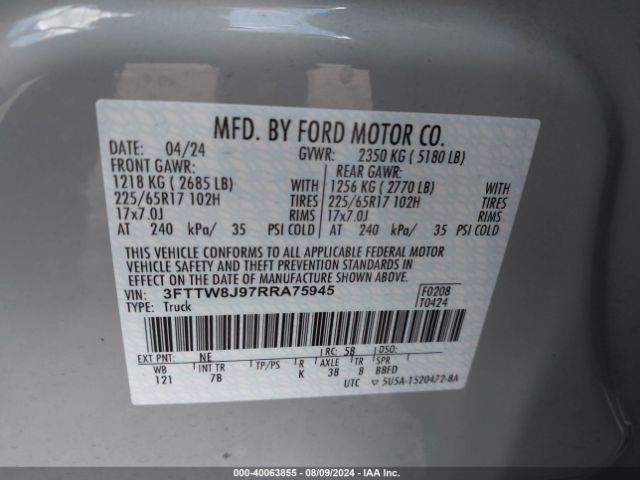 MFD. BY FORD MOTOR CO.
DATE: 04/24 GVWR: 2350 KG ( 5180 LB)
FRONT GAWR: REAR GAWR:
1218 KG ( 2685 LB) WITH 1256 KG ( 2770 LB) WITH
225/65R17 102H TIRES 225/65R17 102H TIRES
17x7.0J RIMS 17x7.0J RIMS
AT 240 kPa/ 35 PSI COLD AT 240 kPa/ 35 PSI COLD
THIS VEHICLE CONFORMS TO ALL APPLICABLE FEDERAL MOTOR
VEHICLE SAFETY AND THEFT PREVENTION STANDARDS IN
EFFECT ON THE DATE OF MANUFACTURE SHOWN ABOVE.
VIN: 3FTTW8J97RRA75945 F0208
TYPE: Truck T0424
EXT PNT: NE RC: 58 DSO:
WB INT TR TP/PS R AXLE TR SPR
121 7B K 38 8 BBFD
UTC 5U5A-1520472-BA
000-40063855 - 08/09/2024 - IAAI.COM